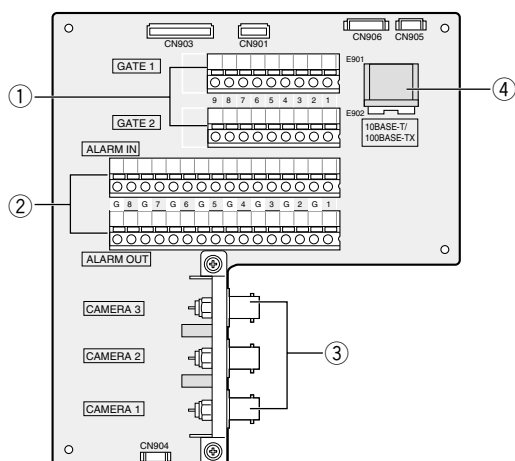 CN903 CN901 CN906 CN905
GATE 1
E901
①
④
9 8 7 6 5 4 3 2 1
GATE 2
E902
10BASE-T/
100BASE-TX
ALARM IN
②
G 8 G 7 G 6 G 5 G 4 G 3 G 2 G 1
ALARM OUT
CAMERA 3
CAMERA 2
③
CAMERA 1
CN904